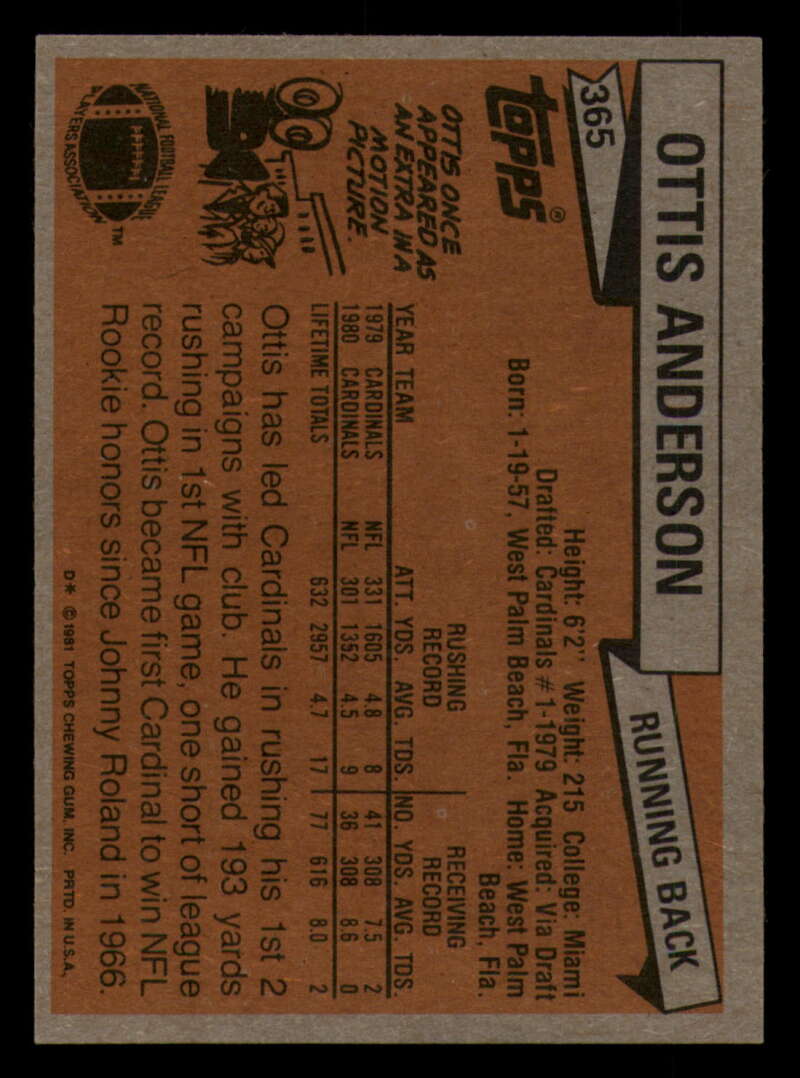 365
OTTIS ANDERSON
RUNNING BACK
topps®
Height: 6'2" Weight: 215 College: Miami
Drafted: Cardinals #1-1979 Acquired: Via Draft
Born: 1-19-57, West Palm Beach, Fla. Home: West Palm
Beach, Fla.
OTTIS ONCE
APPEARED AS
AN EXTRA IN A
MOTION
PICTURE.
RUSHING RECEIVING
RECORD RECORD
YEAR TEAM ATT. YDS. AVG. TDS. NO. YDS. AVG. TDS.
1979 CARDINALS NFL 331 1605 4.8 8 41 308 7.5 2
1980 CARDINALS NFL 301 1352 4.5 9 36 308 8.6 0
LIFETIME TOTALS 632 2957 4.7 17 77 616 8.0 2
Ottis has led Cardinals in rushing his 1st 2
campaigns with club. He gained 193 yards
rushing in 1st NFL game, one short of league
record. Ottis became first Cardinal to win NFL
Rookie honors since Johnny Roland in 1966.
NATIONAL FOOTBALL LEAGUE
PLAYERS ASSOCIATION
™
D* © 1981 TOPPS CHEWING GUM, INC. PRTD. IN U.S.A.